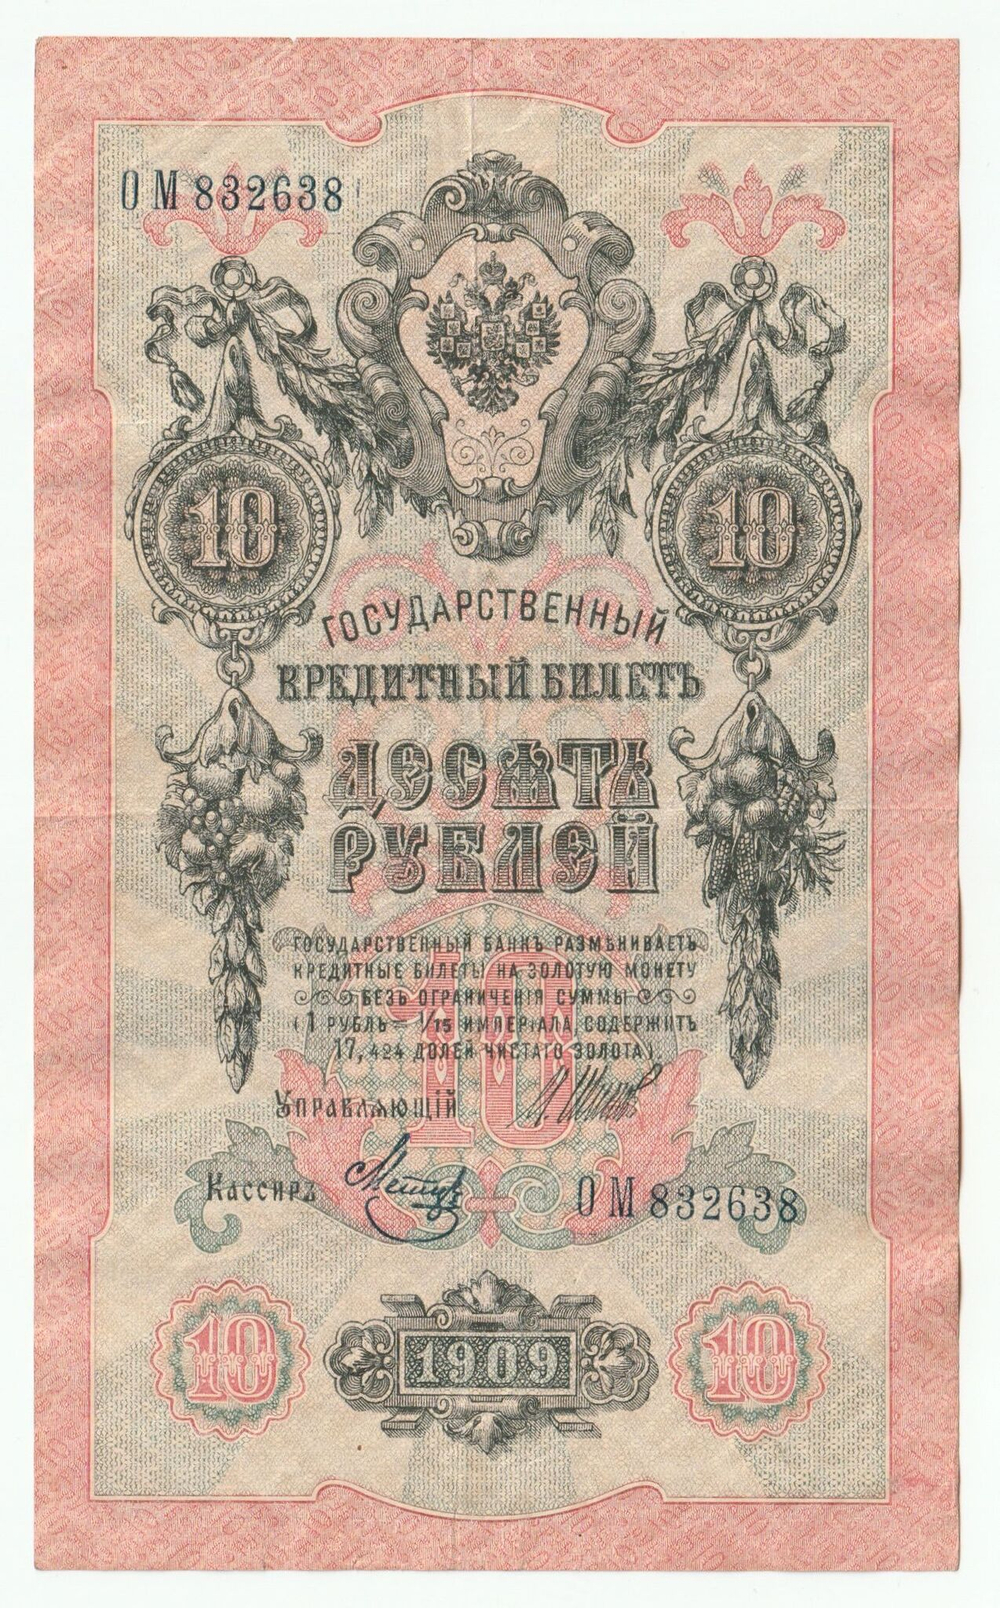 ОМ 832638
10 10
ГОСУДАРСТВЕННЫЙ
КРЕДИТНЫЙ БИЛЕТЪ
ДЕСЯТЬ
РУБЛЕЙ
ГОСУДАРСТВЕННЫЙ БАНКЪ РАЗМѢНИВАЕТЪ
КРЕДИТНЫЕ БИЛЕТЫ НА ЗОЛОТУЮ МОНЕТУ
БЕЗЪ ОГРАНИЧЕНІЯ СУММЫ
(1 РУБЛЬ = 1/15 ИМПЕРІАЛА, СОДЕРЖИТЪ
17,424 ДОЛЕЙ ЧИСТАГО ЗОЛОТА).
10
Управляющій
Кассиръ
ОМ 832638
10 1909 10